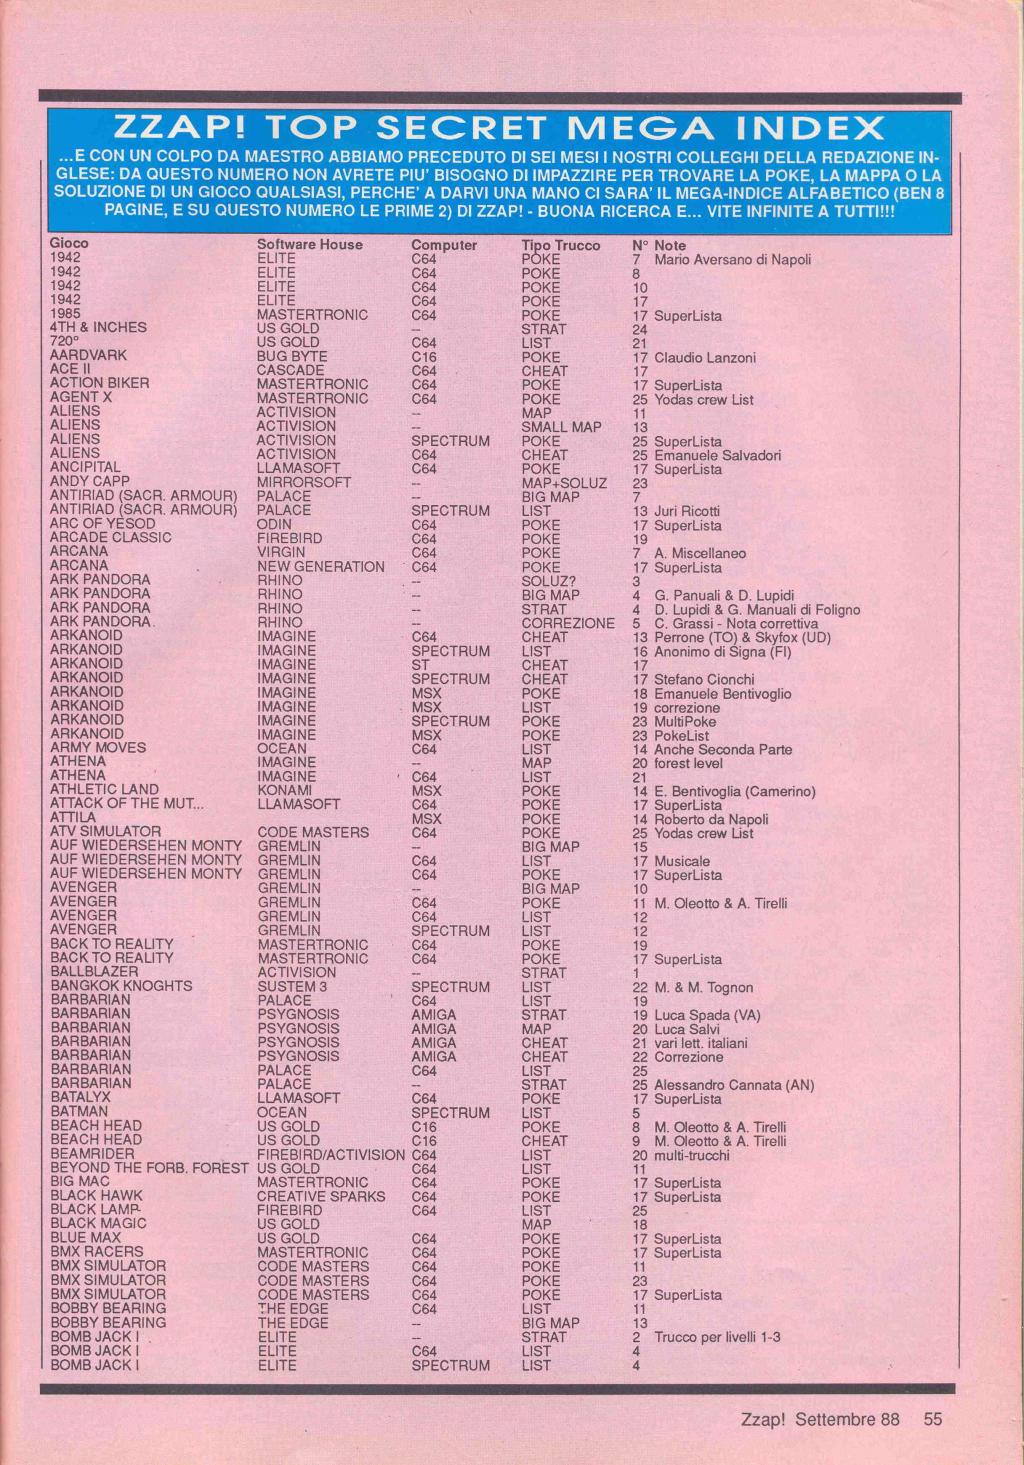 ZZAP! TOP SECRET MEGA INDEX
...E CON UN COLPO DA MAESTRO ABBIAMO PRECEDUTO DI SEI MESI I NOSTRI COLLEGHI DELLA REDAZIONE IN-
GLESE: DA QUESTO NUMERO NON AVRETE PIU' BISOGNO DI IMPAZZIRE PER TROVARE LA POKE, LA MAPPA O LA
SOLUZIONE DI UN GIOCO QUALSIASI, PERCHE' A DARVI UNA MANO CI SARA' IL MEGA-INDICE ALFABETICO (BEN 8
PAGINE, E SU QUESTO NUMERO LE PRIME 2) DI ZZAP! - BUONA RICERCA E... VITE INFINITE A TUTTI!!!
Gioco Software House Computer Tipo Trucco N° Note
1942 ELITE C64 POKE 7 Mario Aversano di Napoli
1942 ELITE C64 POKE 8
1942 ELITE C64 POKE 10
1942 ELITE C64 POKE 17
1985 MASTERTRONIC C64 POKE 17 SuperLista
4TH & INCHES US GOLD -- STRAT 24
720° US GOLD C64 LIST 21
AARDVARK BUG BYTE C16 POKE 17 Claudio Lanzoni
ACE II CASCADE C64 CHEAT 17
ACTION BIKER MASTERTRONIC C64 POKE 17 SuperLista
AGENT X MASTERTRONIC C64 POKE 25 Yodas crew List
ALIENS ACTIVISION -- MAP 11
ALIENS ACTIVISION -- SMALL MAP 13
ALIENS ACTIVISION SPECTRUM POKE 25 SuperLista
ALIENS ACTIVISION C64 CHEAT 25 Emanuele Salvadori
ANCIPITAL LLAMASOFT C64 POKE 17 SuperLista
ANDY CAPP MIRRORSOFT -- MAP+SOLUZ 23
ANTIRIAD (SACR. ARMOUR) PALACE -- BIG MAP 7
ANTIRIAD (SACR. ARMOUR) PALACE SPECTRUM LIST 13 Juri Ricotti
ARC OF YESOD ODIN C64 POKE 17 SuperLista
ARCADE CLASSIC FIREBIRD C64 POKE 19
ARCANA VIRGIN C64 POKE 7 A. Miscellaneo
ARCANA NEW GENERATION C64 POKE 17 SuperLista
ARK PANDORA RHINO -- SOLUZ? 3
ARK PANDORA RHINO -- BIG MAP 4 G. Panuali & D. Lupidi
ARK PANDORA RHINO -- STRAT 4 D. Lupidi & G. Manuali di Foligno
ARK PANDORA. RHINO -- CORREZIONE 5 C. Grassi - Nota correttiva
ARKANOID IMAGINE C64 CHEAT 13 Perrone (TO) & Skyfox (UD)
ARKANOID IMAGINE SPECTRUM LIST 16 Anonimo di Signa (FI)
ARKANOID IMAGINE ST CHEAT 17
ARKANOID IMAGINE SPECTRUM CHEAT 17 Stefano Cionchi
ARKANOID IMAGINE MSX POKE 18 Emanuele Bentivoglio
ARKANOID IMAGINE MSX LIST 19 correzione
ARKANOID IMAGINE SPECTRUM POKE 23 MultiPoke
ARKANOID IMAGINE MSX POKE 23 PokeList
ARMY MOVES OCEAN C64 LIST 14 Anche Seconda Parte
ATHENA IMAGINE -- MAP 20 forest level
ATHENA IMAGINE C64 LIST 21
ATHLETIC LAND KONAMI MSX POKE 14 E. Bentivoglia (Camerino)
ATTACK OF THE MUT... LLAMASOFT C64 POKE 17 SuperLista
ATTILA MSX POKE 14 Roberto da Napoli
ATV SIMULATOR CODE MASTERS C64 POKE 25 Yodas crew List
AUF WIEDERSEHEN MONTY GREMLIN -- BIG MAP 15
AUF WIEDERSEHEN MONTY GREMLIN C64 LIST 17 Musicale
AUF WIEDERSEHEN MONTY GREMLIN C64 POKE 17 SuperLista
AVENGER GREMLIN -- BIG MAP 10
AVENGER GREMLIN C64 POKE 11 M. Oleotto & A. Tirelli
AVENGER GREMLIN C64 LIST 12
AVENGER GREMLIN SPECTRUM LIST 12
BACK TO REALITY MASTERTRONIC C64 POKE 19
BACK TO REALITY MASTERTRONIC C64 POKE 17 SuperLista
BALLBLAZER ACTIVISION -- STRAT 1
BANGKOK KNOGHTS SUSTEM 3 SPECTRUM LIST 22 M. & M. Tognon
BARBARIAN PALACE C64 LIST 19
BARBARIAN PSYGNOSIS AMIGA STRAT 19 Luca Spada (VA)
BARBARIAN PSYGNOSIS AMIGA MAP 20 Luca Salvi
BARBARIAN PSYGNOSIS AMIGA CHEAT 21 vari lett. italiani
BARBARIAN PSYGNOSIS AMIGA CHEAT 22 Correzione
BARBARIAN PALACE C64 LIST 25
BARBARIAN PALACE -- STRAT 25 Alessandro Cannata (AN)
BATALYX LLAMASOFT C64 POKE 17 SuperLista
BATMAN OCEAN SPECTRUM LIST 5
BEACH HEAD US GOLD C16 POKE 8 M. Oleotto & A. Tirelli
BEACH HEAD US GOLD C16 CHEAT 9 M. Oleotto & A. Tirelli
BEAMRIDER FIREBIRD/ACTIVISION C64 LIST 20 multi-trucchi
BEYOND THE FORB. FOREST US GOLD C64 LIST 11
BIG MAC MASTERTRONIC C64 POKE 17 SuperLista
BLACK HAWK CREATIVE SPARKS C64 POKE 17 SuperLista
BLACK LAMP FIREBIRD C64 LIST 25
BLACK MAGIC US GOLD MAP 18
BLUE MAX US GOLD C64 POKE 17 SuperLista
BMX RACERS MASTERTRONIC C64 POKE 17 SuperLista
BMX SIMULATOR CODE MASTERS C64 POKE 11
BMX SIMULATOR CODE MASTERS C64 POKE 23
BMX SIMULATOR CODE MASTERS C64 POKE 17 SuperLista
BOBBY BEARING THE EDGE C64 LIST 11
BOBBY BEARING THE EDGE -- BIG MAP 13
BOMB JACK I ELITE -- STRAT 2 Trucco per livelli 1-3
BOMB JACK I ELITE C64 LIST 4
BOMB JACK I ELITE SPECTRUM LIST 4
Zzap! Settembre 88 55